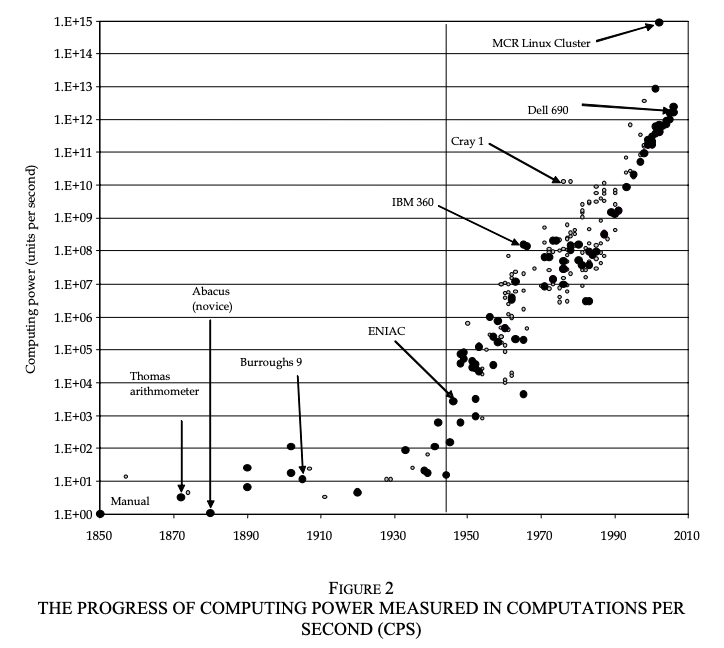 Computing power (units per second)
1.E+15
1.E+14
1.E+13
1.E+12
1.E+11
1.E+10
1.E+09
1.E+08
1.E+07
1.E+06
1.E+05
1.E+04
1.E+03
1.E+02
1.E+01
1.E+00
MCR Linux Cluster
Dell 690
Cray 1
IBM 360
Abacus
(novice)
ENIAC
Burroughs 9
Thomas
arithmometer
Manual
1850
1870
1890
1910
1930
1950
1970
1990
2010
FIGURE 2
THE PROGRESS OF COMPUTING POWER MEASURED IN COMPUTATIONS PER
SECOND (CPS)